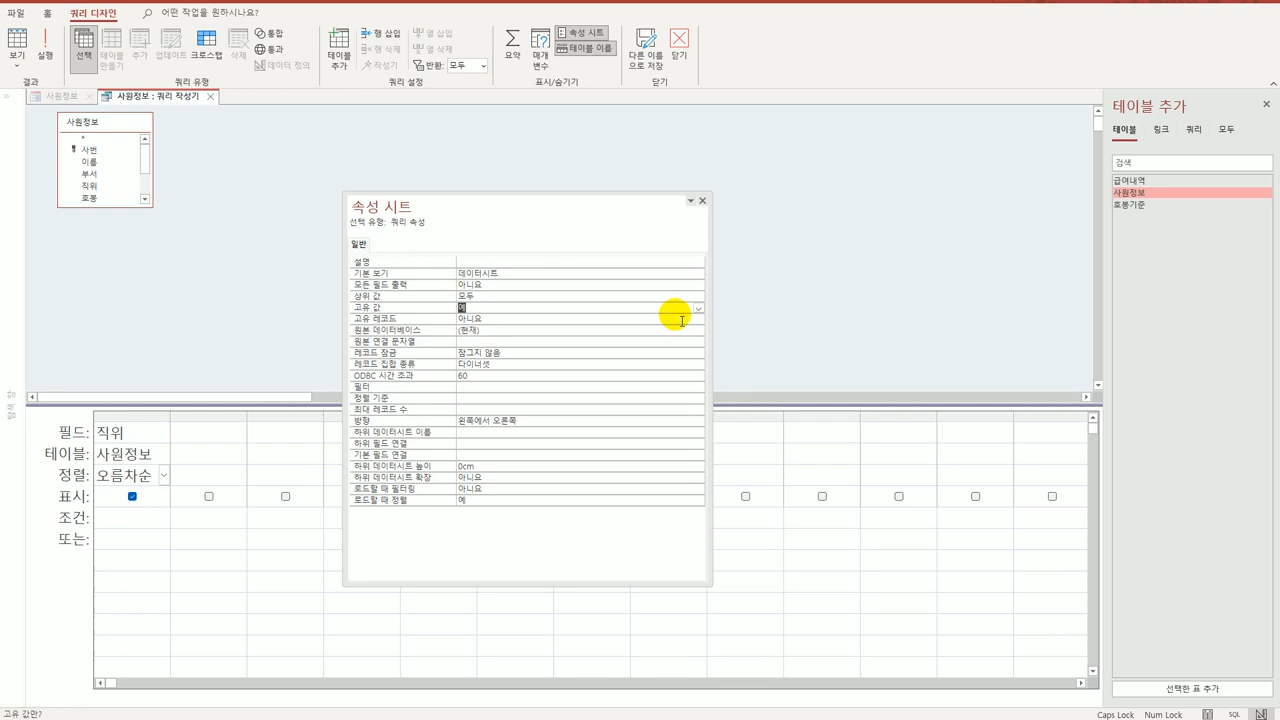 파일 홈 쿼리 디자인 어떤 작업을 원하시나요?
보기 실행 선택 테이블 만들기 추가 업데이트 크로스탭 삭제 통합 통과 데이터 정의 테이블 추가 행 삽입 행 삭제 작성기 열 삽입 열 삭제 반환: 모두 요약 매개 변수 속성 시트 테이블 이름 다른 이름으로 저장 닫기
결과 쿼리 유형 쿼리 설정 표시/숨기기 닫기
사원정보 사원정보 : 쿼리 작성기
탐색 창
사원정보
*
사번
이름
부서
직위
호봉
속성 시트
선택 유형: 쿼리 속성
일반
설명
기본 보기 데이터시트
모든 필드 출력 아니요
상위 값 모두
고유 값 예
고유 레코드 아니요
원본 데이터베이스 (현재)
원본 연결 문자열
레코드 잠금 잠그지 않음
레코드 집합 종류 다이너셋
ODBC 시간 초과 60
필터
정렬 기준
최대 레코드 수
방향 왼쪽에서 오른쪽
하위 데이터시트 이름
하위 필드 연결
기본 필드 연결
하위 데이터시트 높이 0cm
하위 데이터시트 확장 아니요
로드할 때 필터링 아니요
로드할 때 정렬 예
필드: 직위
테이블: 사원정보
정렬: 오름차순
표시:
조건:
또는:
테이블 추가
테이블 링크 쿼리 모두
검색
급여내역
사원정보
호봉기준
선택한 표 추가
고유 값만? Caps Lock Num Lock SQL